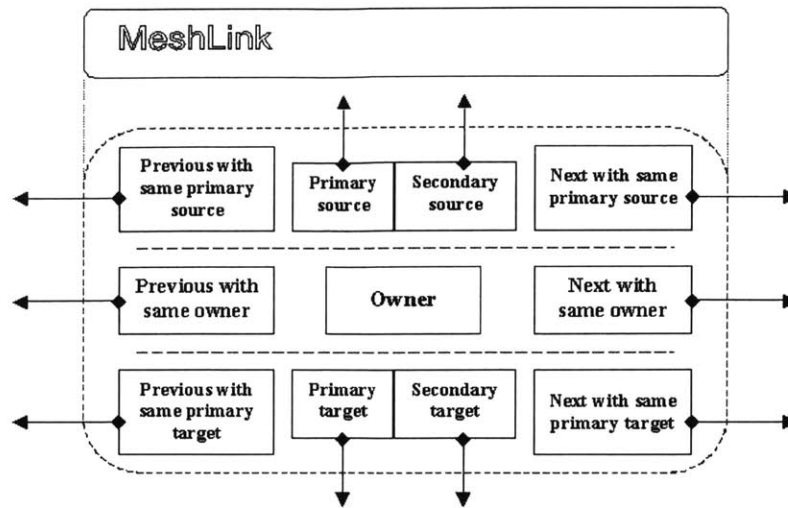 MeshLink
Previous with
same primary
source
Primary
source
Secondary
source
Next with same
primary source
Previous with
same owner
Owner
Next with
same owner
Previous with
same primary
target
Primary
target
Secondary
target
Next with same
primary target